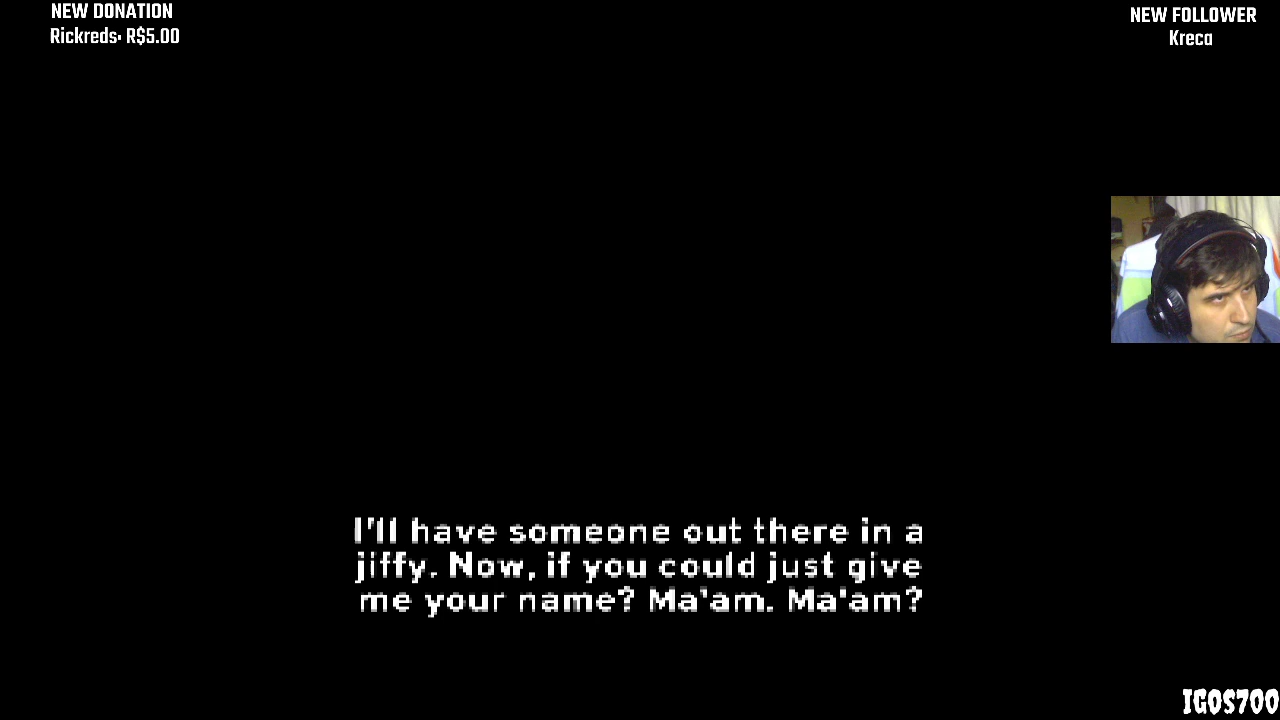 NEW DONATION
Rickreds: R$5.00
NEW FOLLOWER
Kreca
I'll have someone out there in a
jiffy. Now, if you could just give
me your name? Ma'am. Ma'am?
IGOS700